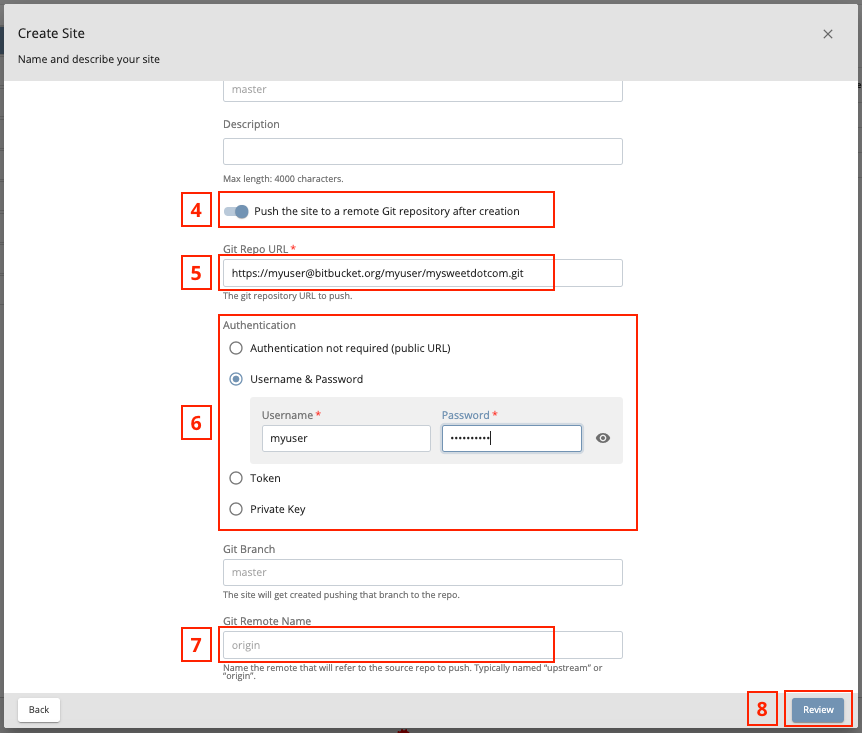 Create Site
Name and describe your site
master
Description
Max length: 4000 characters.
4
Push the site to a remote Git repository after creation
Git Repo URL *
5
https://myuser@bitbucket.org/myuser/mysweetdotcom.git
The git repository URL to push.
Authentication
Authentication not required (public URL)
Username & Password
6
Username * Password *
myuser ••••••••••
Token
Private Key
Git Branch
master
The site will get created pushing that branch to the repo.
Git Remote Name
7
origin
Name the remote that will refer to the source repo to push. Typically named “upstream” or
“origin”.
Back
8
Review